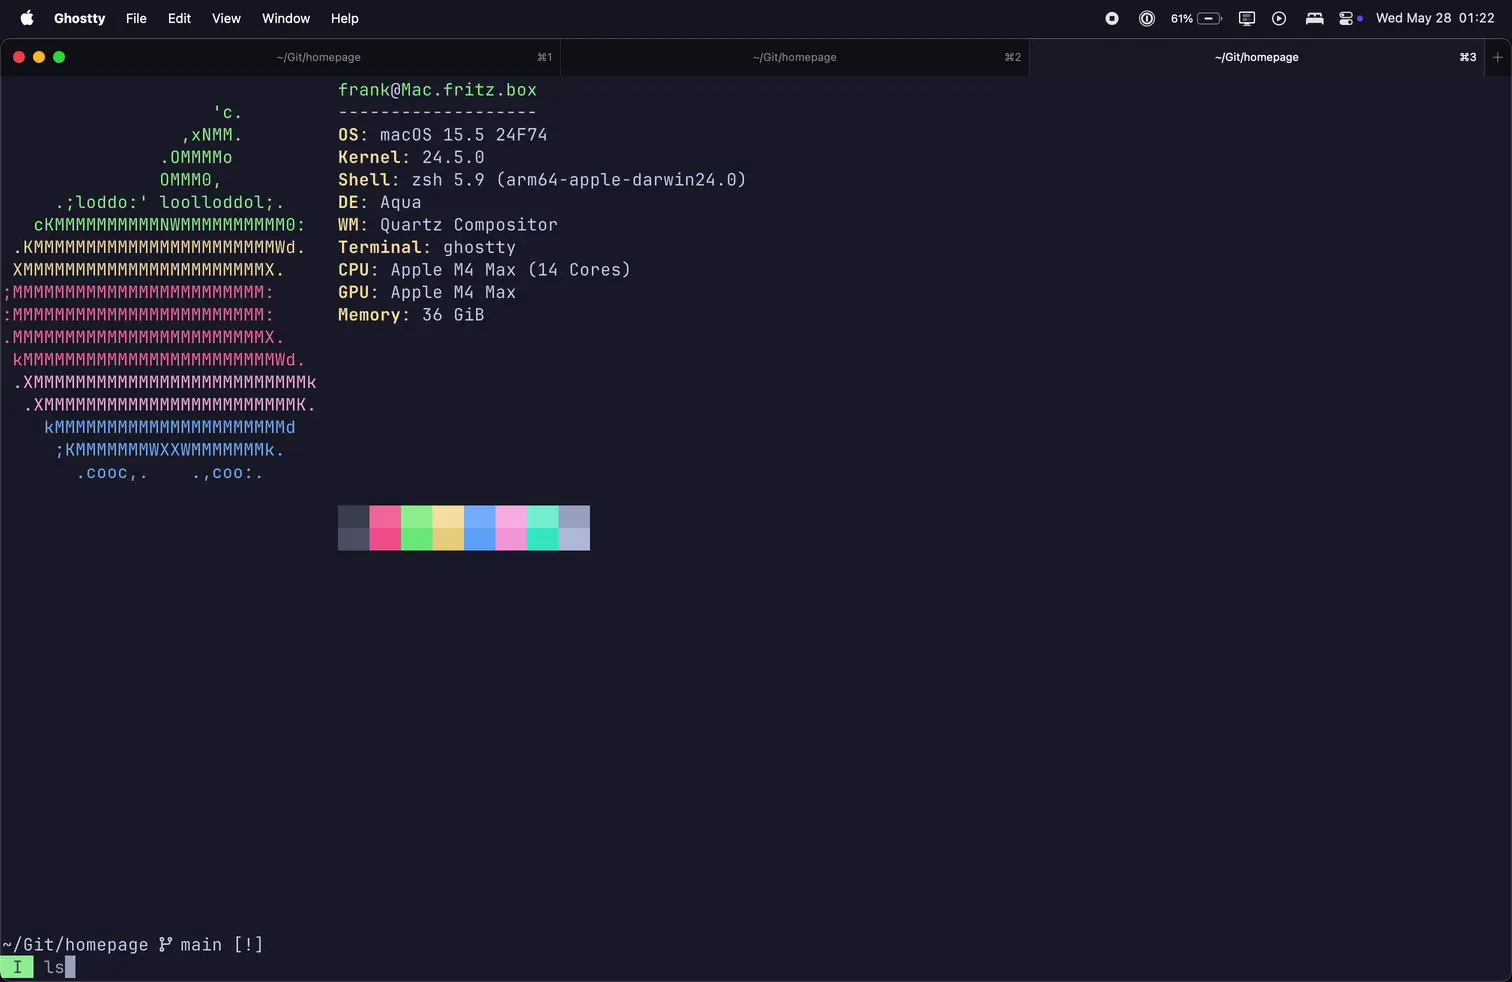 Ghostty File Edit View Window Help 61% Wed May 28 01:22
~/Git/homepage ⌘1 ~/Git/homepage ⌘2 ~/Git/homepage ⌘3 +
frank@Mac.fritz.box
'c. -------------------
,xNMM. OS: macOS 15.5 24F74
.OMMMMo Kernel: 24.5.0
OMMM0, Shell: zsh 5.9 (arm64-apple-darwin24.0)
.;loddo:' loolloddol;. DE: Aqua
cKMMMMMMMMMMNWMMMMMMMMMM0: WM: Quartz Compositor
.KMMMMMMMMMMMMMMMMMMMMMMMWd. Terminal: ghostty
XMMMMMMMMMMMMMMMMMMMMMMMX. CPU: Apple M4 Max (14 Cores)
;MMMMMMMMMMMMMMMMMMMMMMMM: GPU: Apple M4 Max
:MMMMMMMMMMMMMMMMMMMMMMMM: Memory: 36 GiB
.MMMMMMMMMMMMMMMMMMMMMMMMX.
kMMMMMMMMMMMMMMMMMMMMMMMMWd.
.XMMMMMMMMMMMMMMMMMMMMMMMMMMk
.XMMMMMMMMMMMMMMMMMMMMMMMMK.
kMMMMMMMMMMMMMMMMMMMMMMd
;KMMMMMMMWXXWMMMMMMMk.
.cooc,. .,coo:.
~/Git/homepage main [!]
I ls